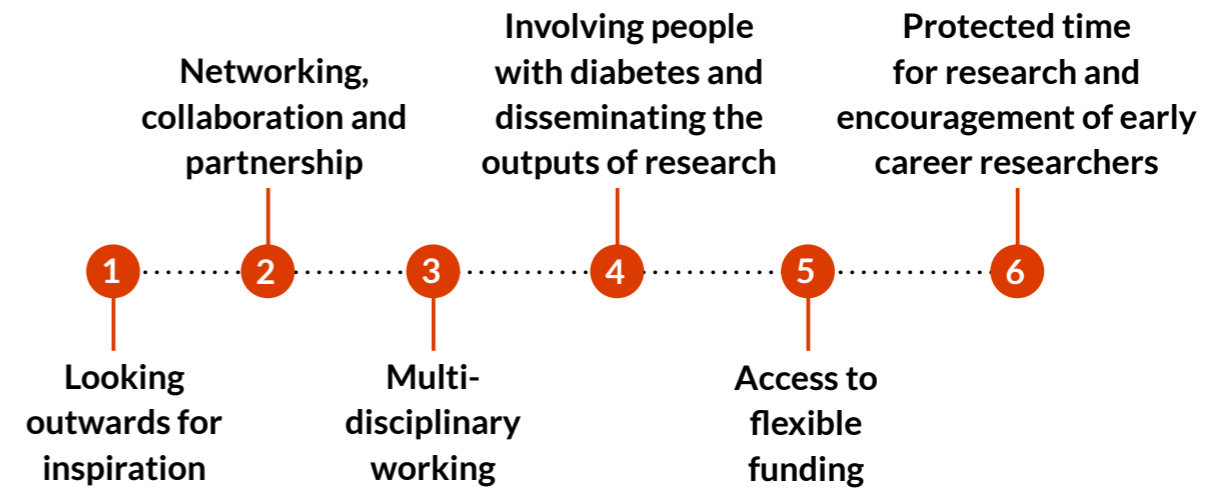 1
Looking
outwards for
inspiration
2
Networking,
collaboration and
partnership
3
Multi-
disciplinary
working
4
Involving people
with diabetes and
disseminating the
outputs of research
5
Access to
flexible
funding
6
Protected time
for research and
encouragement of early
career researchers